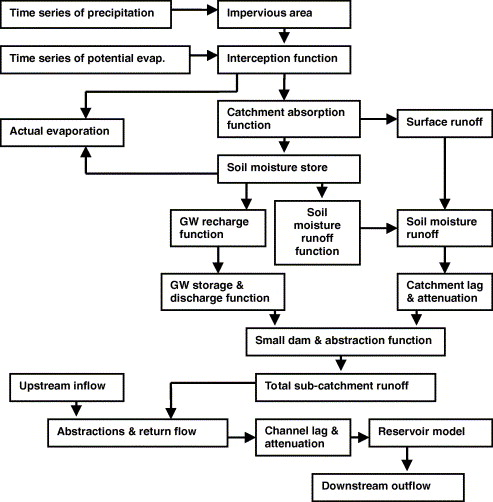 Time series of precipitation
Impervious area
Time series of potential evap.
Interception function
Catchment absorption
function
Surface runoff
Actual evaporation
Soil moisture store
GW recharge
function
Soil
moisture
runoff
function
Soil moisture
runoff
GW storage &
discharge function
Catchment lag
& attenuation
Small dam & abstraction function
Upstream inflow
Total sub-catchment runoff
Abstractions & return flow
Channel lag &
attenuation
Reservoir model
Downstream outflow